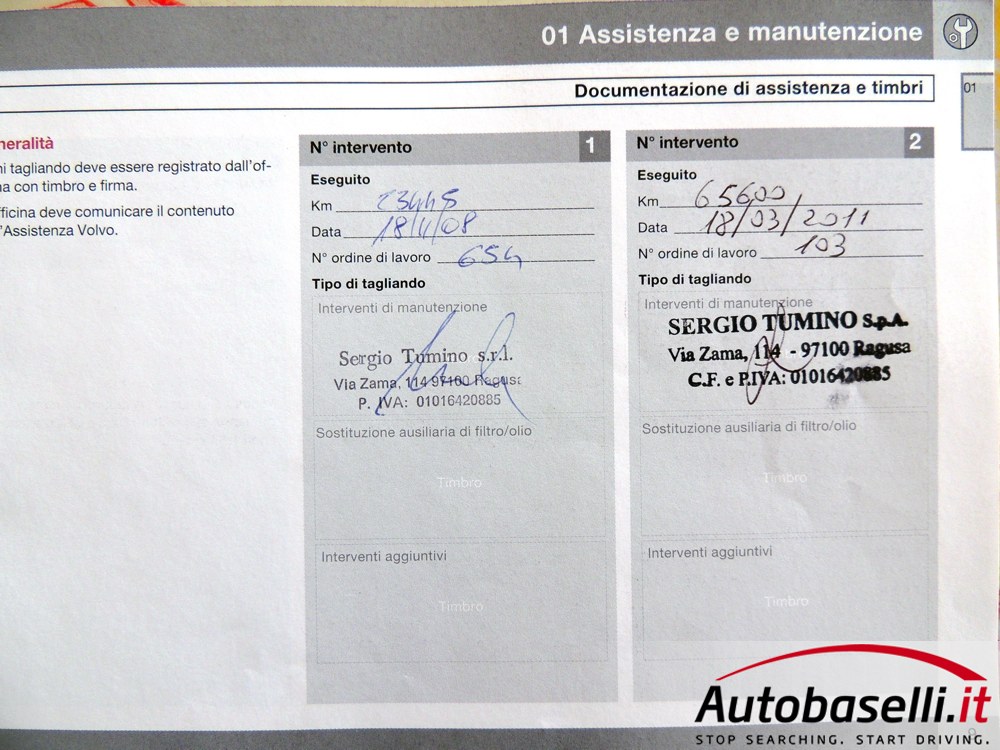 01 Assistenza e manutenzione
Documentazione di assistenza e timbri
01
neralità
ni tagliando deve essere registrato dall'of-
na con timbro e firma.
fficina deve comunicare il contenuto
l'Assistenza Volvo.
N° intervento 1
Eseguito
Km 23445
Data 18/4/08
N° ordine di lavoro 654
Tipo di tagliando
Interventi di manutenzione
Sergio Tumino s.r.l.
Via Zama, 114 97100 Ragusa
P. IVA: 01016420885
Sostituzione ausiliaria di filtro/olio
Timbro
Interventi aggiuntivi
Timbro
N° intervento 2
Eseguito
Km 65600
Data 18/03/2011
N° ordine di lavoro 103
Tipo di tagliando
Interventi di manutenzione
SERGIO TUMINO S.p.A.
Via Zama, 114 - 97100 Ragusa
C.F. e P.IVA: 01016420885
Sostituzione ausiliaria di filtro/olio
Timbro
Interventi aggiuntivi
Timbro
Autobaselli.it
STOP SEARCHING. START DRIVING.
9